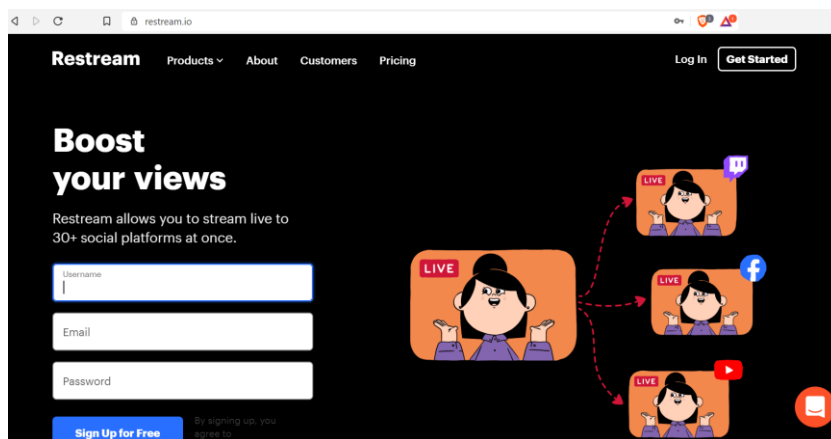 restream.io
Restream Products About Customers Pricing Log In Get Started
Boost
your views
Restream allows you to stream live to
30+ social platforms at once.
Username
Email
Password
Sign Up for Free
By signing up, you
agree to
LIVE
LIVE
LIVE
LIVE